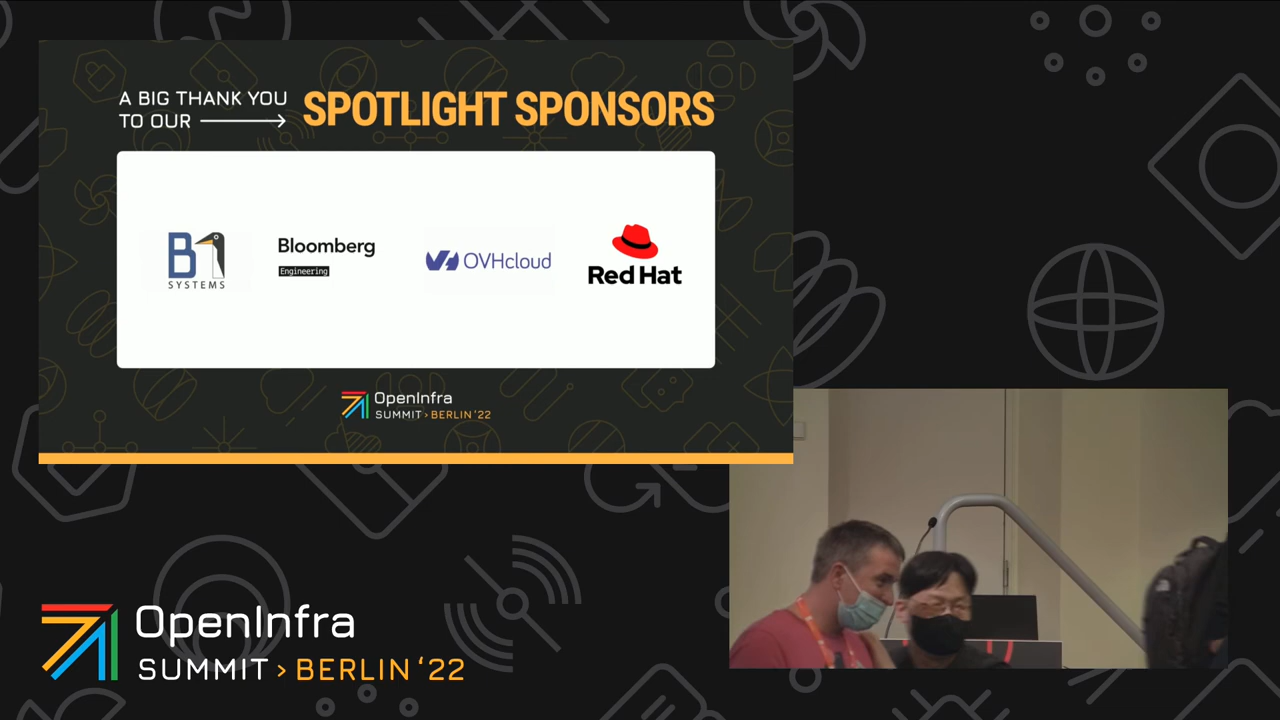 A BIG THANK YOU
TO OUR
SPOTLIGHT SPONSORS
B1
SYSTEMS
Bloomberg
Engineering
OVHcloud
Red Hat
OpenInfra
SUMMIT > BERLIN '22
OpenInfra
SUMMIT > BERLIN '22